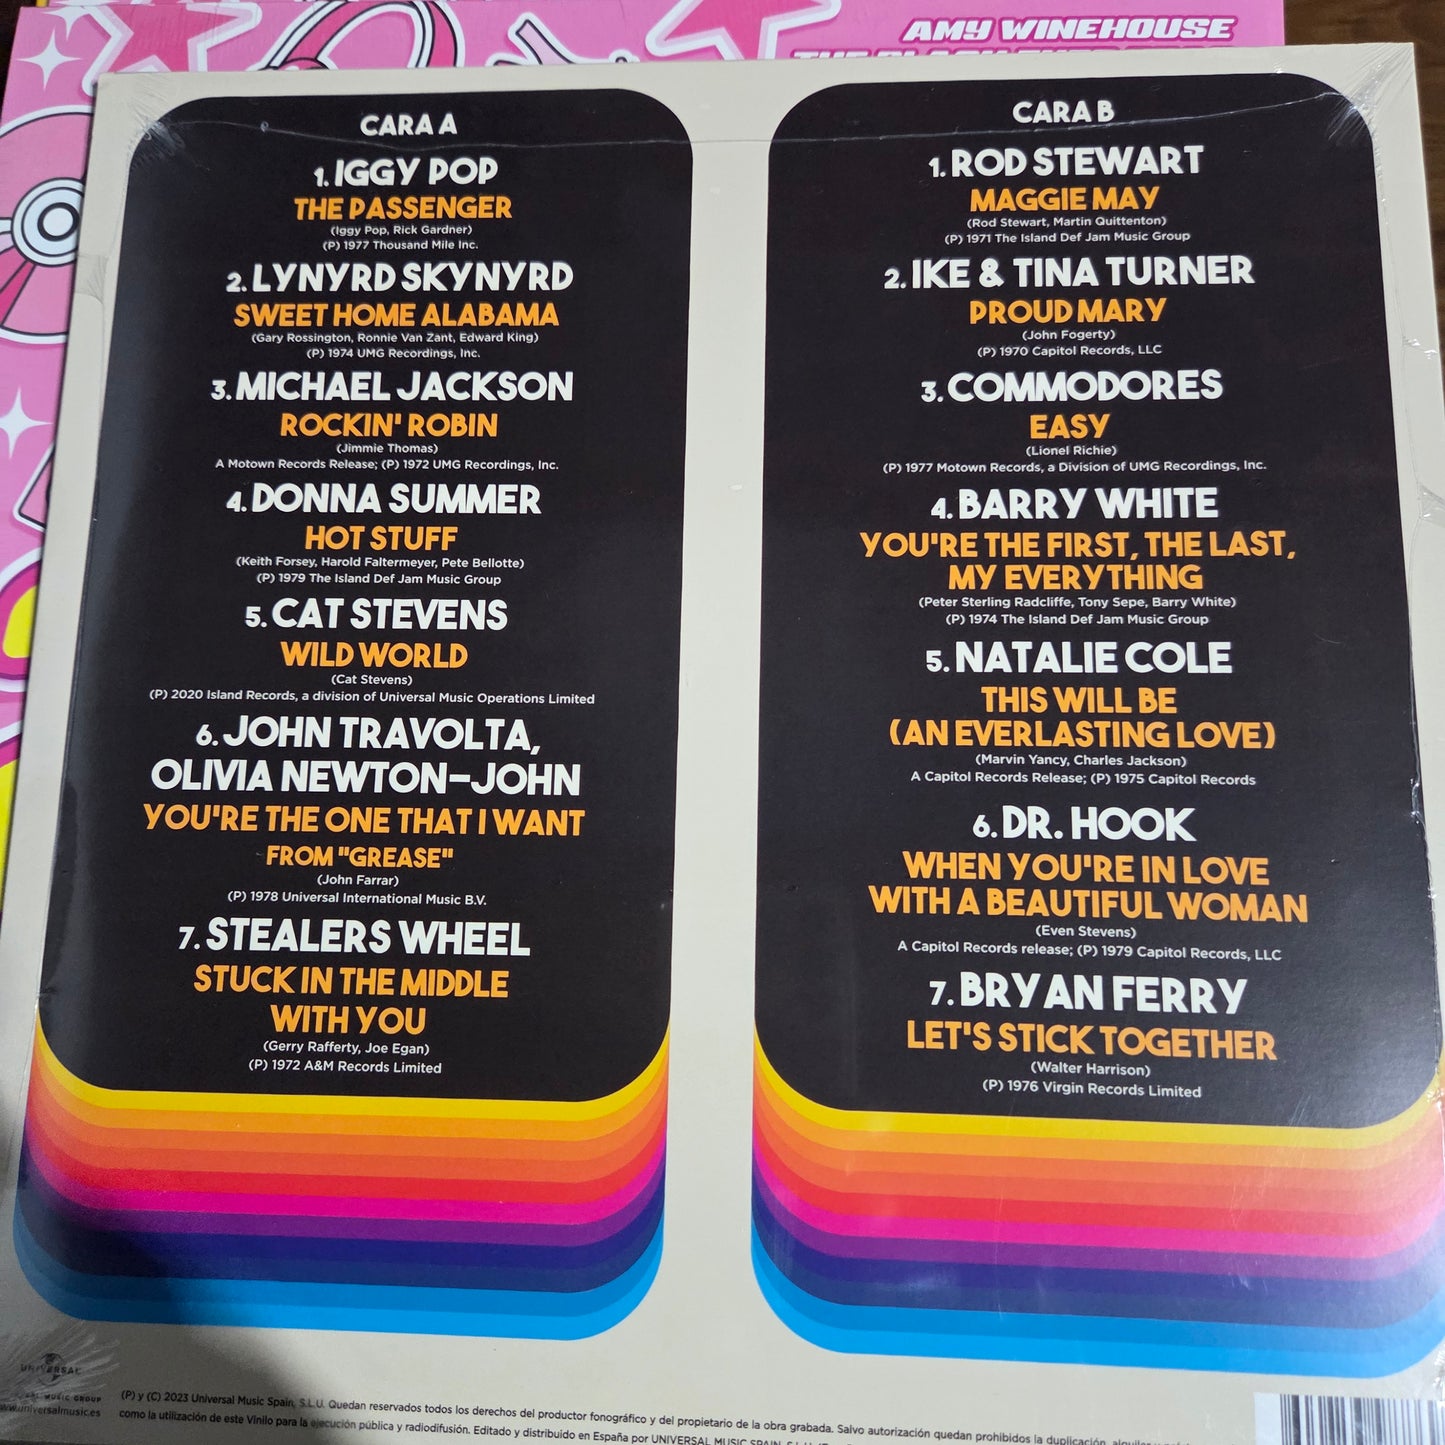 AMY WINEHOUSE
CARA A
1. IGGY POP
THE PASSENGER
(Iggy Pop, Rick Gardner)
(P) 1977 Thousand Mile Inc.
2. LYNYRD SKYNYRD
SWEET HOME ALABAMA
(Gary Rossington, Ronnie Van Zant, Edward King)
(P) 1974 UMG Recordings, Inc.
3. MICHAEL JACKSON
ROCKIN' ROBIN
(Jimmie Thomas)
A Motown Records Release; (P) 1972 UMG Recordings, Inc.
4. DONNA SUMMER
HOT STUFF
(Keith Forsey, Harold Faltermeyer, Pete Bellotte)
(P) 1979 The Island Def Jam Music Group
5. CAT STEVENS
WILD WORLD
(Cat Stevens)
(P) 2020 Island Records, a division of Universal Music Operations Limited
6. JOHN TRAVOLTA,
OLIVIA NEWTON-JOHN
YOU'RE THE ONE THAT I WANT
FROM "GREASE"
(John Farrar)
(P) 1978 Universal International Music B.V.
7. STEALERS WHEEL
STUCK IN THE MIDDLE
WITH YOU
(Gerry Rafferty, Joe Egan)
(P) 1972 A&M Records Limited
CARA B
1. ROD STEWART
MAGGIE MAY
(Rod Stewart, Martin Quittenton)
(P) 1971 The Island Def Jam Music Group
2. IKE & TINA TURNER
PROUD MARY
(John Fogerty)
(P) 1970 Capitol Records, LLC
3. COMMODORES
EASY
(Lionel Richie)
(P) 1977 Motown Records, a Division of UMG Recordings, Inc.
4. BARRY WHITE
YOU'RE THE FIRST, THE LAST,
MY EVERYTHING
(Peter Sterling Radcliffe, Tony Sepe, Barry White)
(P) 1974 The Island Def Jam Music Group
5. NATALIE COLE
THIS WILL BE
(AN EVERLASTING LOVE)
(Marvin Yancy, Charles Jackson)
A Capitol Records Release; (P) 1975 Capitol Records
6. DR. HOOK
WHEN YOU'RE IN LOVE
WITH A BEAUTIFUL WOMAN
(Even Stevens)
A Capitol Records release; (P) 1979 Capitol Records, LLC
7. BRYAN FERRY
LET'S STICK TOGETHER
(Walter Harrison)
(P) 1976 Virgin Records Limited
UNIVERSAL
MUSIC GROUP
www.universalmusic.es
(P) y (C) 2023 Universal Music Spain, S.L.U. Quedan reservados todos los derechos del productor fonográfico y del propietario de la obra grabada. Salvo autorización quedan prohibidos la duplicación,
como la utilización de este Vinilo para la ejecución pública y radiodifusión. Editado y distribuido en España por UNIVERSAL MUSIC SPAIN,